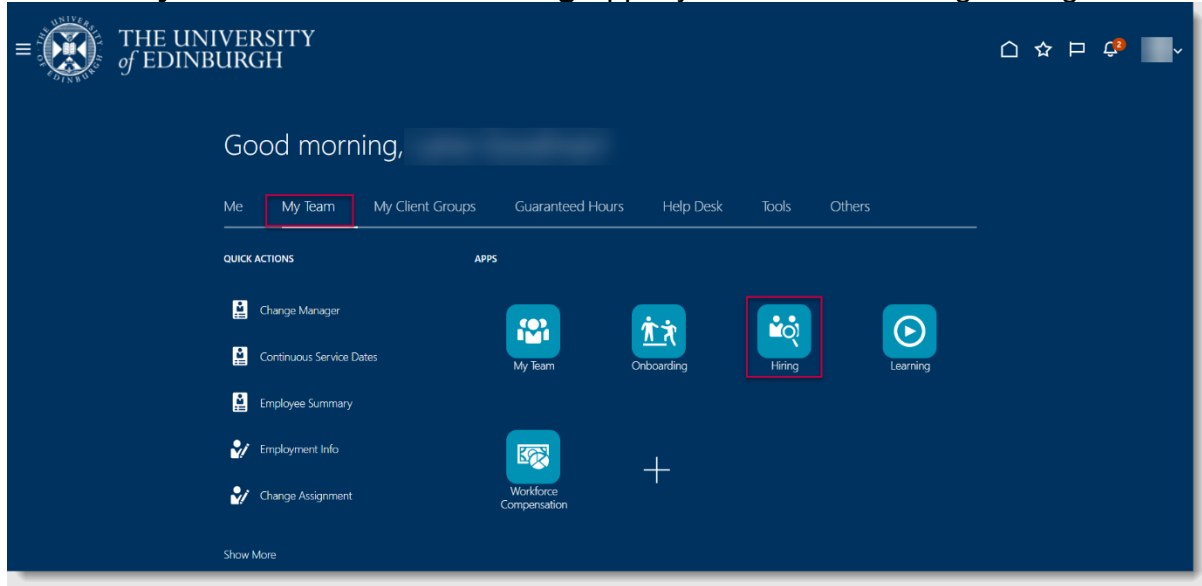 THE UNIVERSITY
of EDINBURGH
2
Good morning,
Me My Team My Client Groups Guaranteed Hours Help Desk Tools Others
QUICK ACTIONS APPS
Change Manager
Continuous Service Dates
Employee Summary
Employment Info
Change Assignment
Show More
My Team Onboarding Hiring Learning
Workforce
Compensation